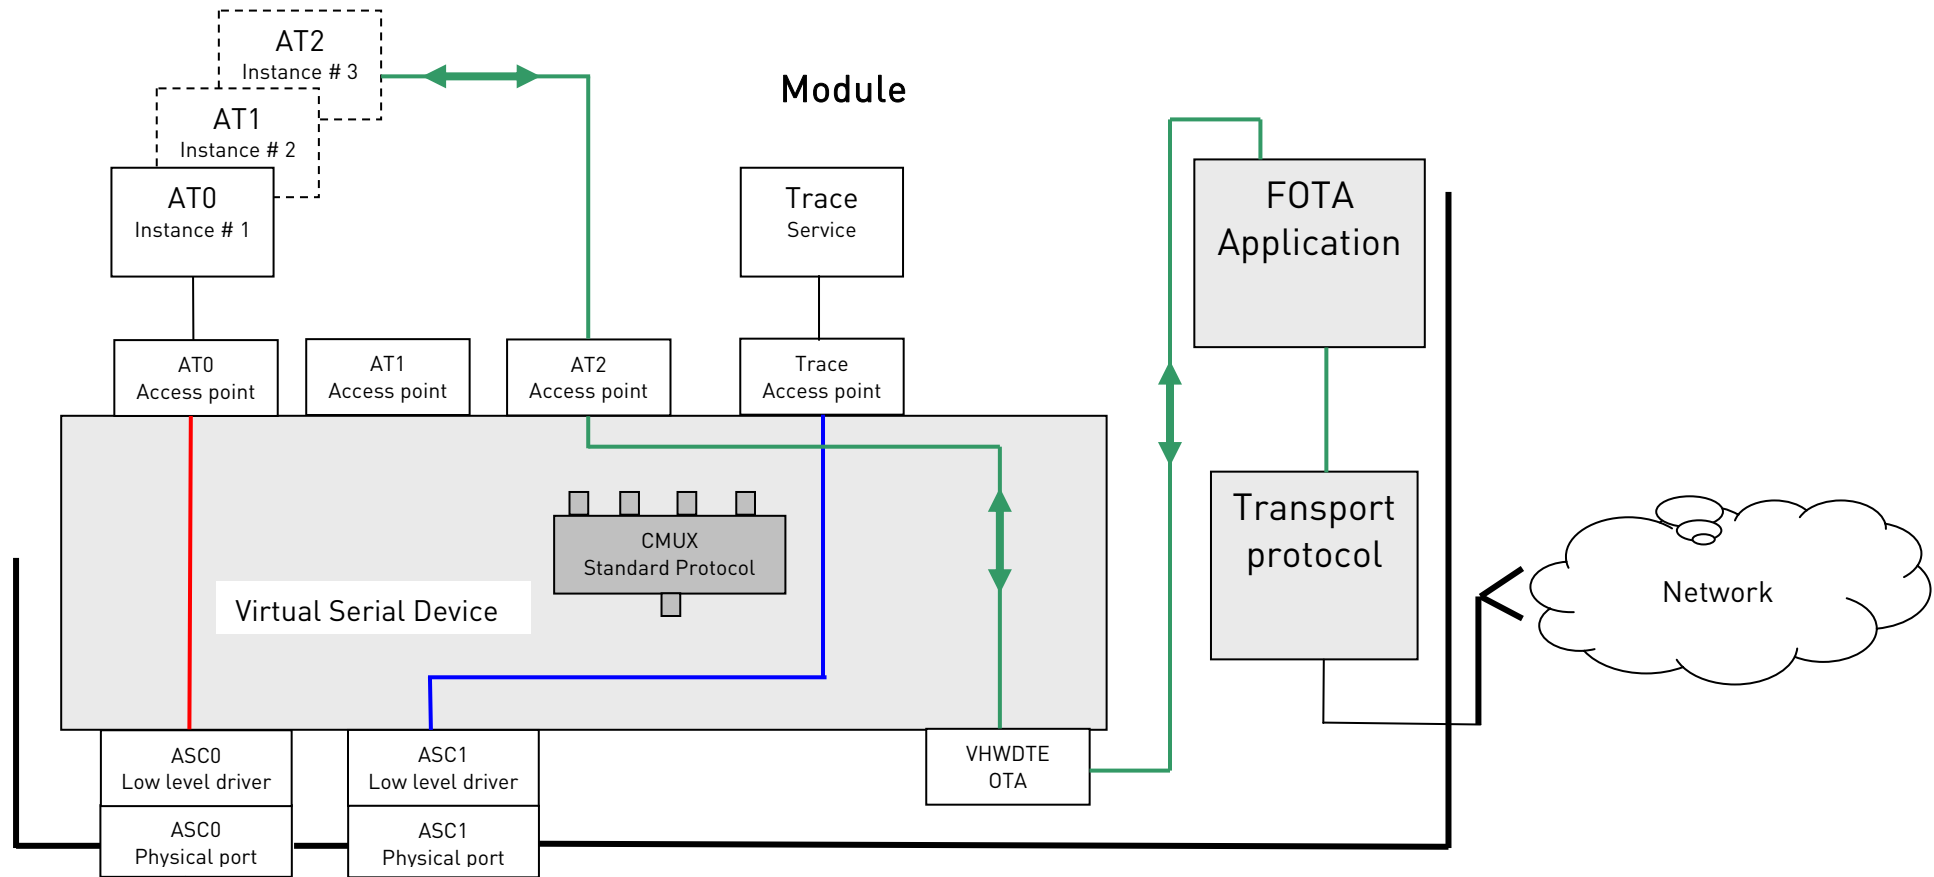 AT2
Instance # 3
Module
AT1
Instance # 2
AT0
Instance # 1
Trace
Service
FOTA
Application
AT0
Access point
AT1
Access point
AT2
Access point
Trace
Access point
CMUX
Standard Protocol
Virtual Serial Device
Transport
protocol
Network
ASC0
Low level driver
ASC1
Low level driver
VHWDTE
OTA
ASC0
Physical port
ASC1
Physical port